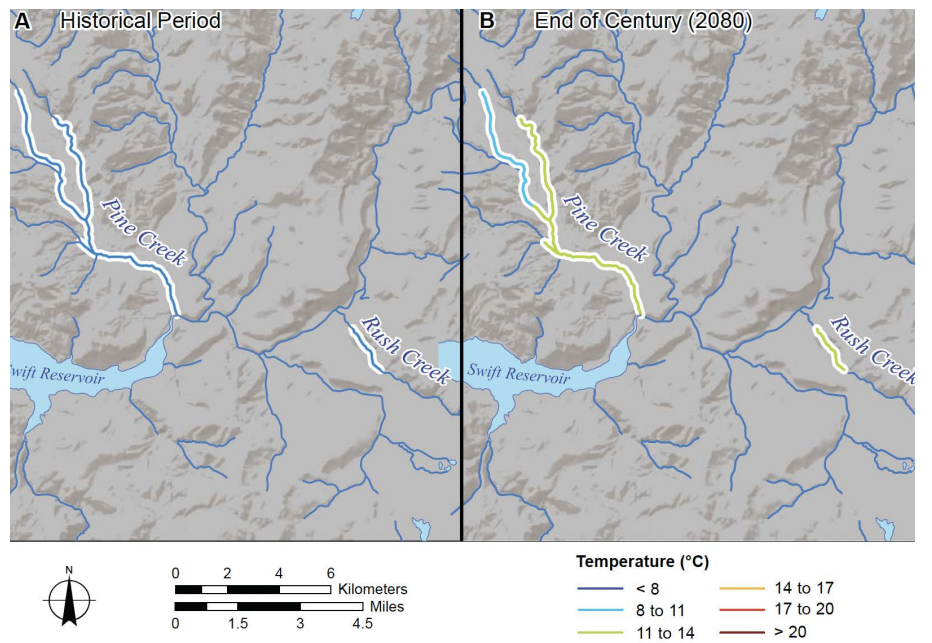 A Historical Period
Pine Creek
Rush Creek
Swift Reservoir
B End of Century (2080)
Pine Creek
Rush Creek
Swift Reservoir
N
0 2 4 6
Kilometers
Miles
0 1.5 3 4.5
Temperature (°C)
< 8
8 to 11
11 to 14
14 to 17
17 to 20
> 20